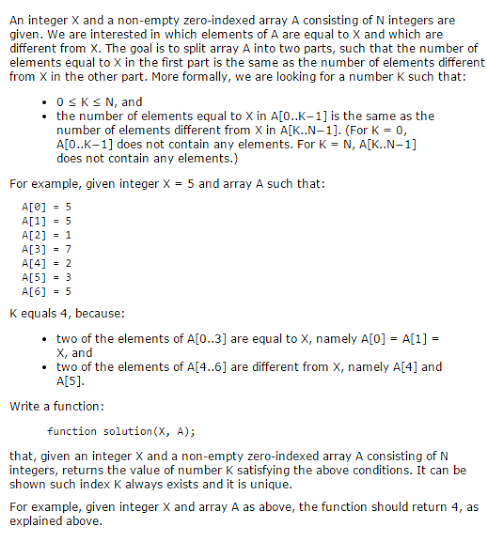 An integer X and a non-empty zero-indexed array A consisting of N integers are
given. We are interested in which elements of A are equal to X and which are
different from X. The goal is to split array A into two parts, such that the number of
elements equal to X in the first part is the same as the number of elements different
from X in the other part. More formally, we are looking for a number K such that:
• 0 ≤ K ≤ N, and
• the number of elements equal to X in A[0..K−1] is the same as the
number of elements different from X in A[K..N−1]. (For K = 0,
A[0..K−1] does not contain any elements. For K = N, A[K..N−1]
does not contain any elements.)
For example, given integer X = 5 and array A such that:
A[0] = 5
A[1] = 5
A[2] = 1
A[3] = 7
A[4] = 2
A[5] = 3
A[6] = 5
K equals 4, because:
• two of the elements of A[0..3] are equal to X, namely A[0] = A[1] =
X, and
• two of the elements of A[4..6] are different from X, namely A[4] and
A[5].
Write a function:
function solution(X, A);
that, given an integer X and a non-empty zero-indexed array A consisting of N
integers, returns the value of number K satisfying the above conditions. It can be
shown such index K always exists and it is unique.
For example, given integer X and array A as above, the function should return 4, as
explained above.